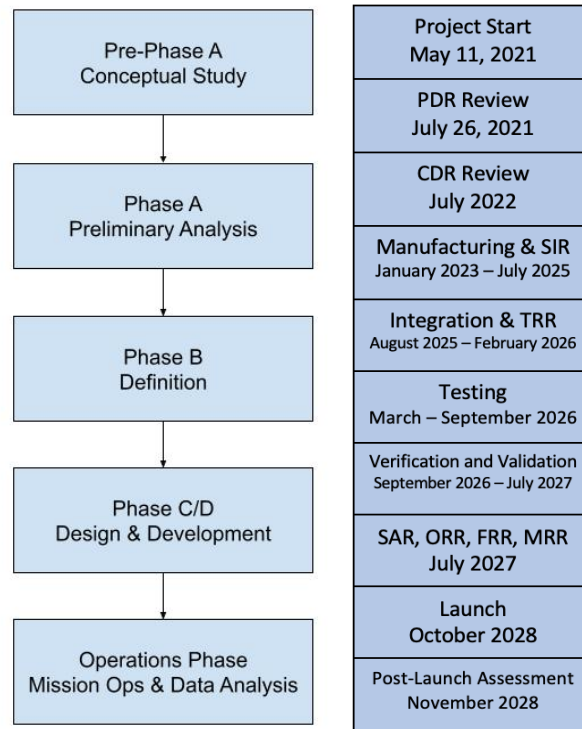 Pre-Phase A
Conceptual Study
Phase A
Preliminary Analysis
Phase B
Definition
Phase C/D
Design & Development
Operations Phase
Mission Ops & Data Analysis
Project Start
May 11, 2021
PDR Review
July 26, 2021
CDR Review
July 2022
Manufacturing & SIR
January 2023 – July 2025
Integration & TRR
August 2025 – February 2026
Testing
March – September 2026
Verification and Validation
September 2026 – July 2027
SAR, ORR, FRR, MRR
July 2027
Launch
October 2028
Post-Launch Assessment
November 2028